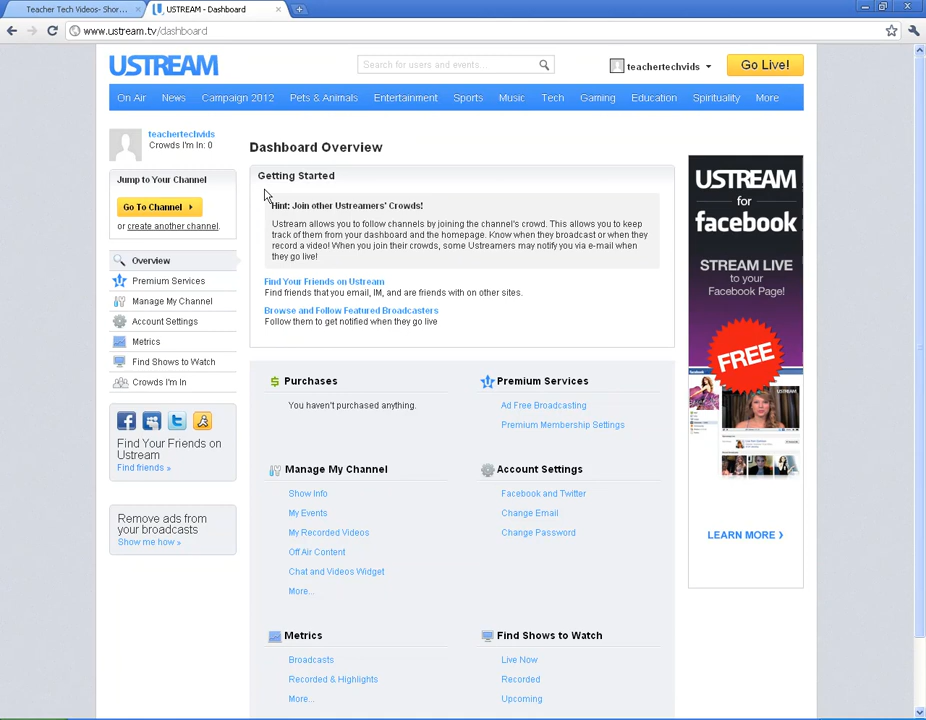 Teacher Tech Videos- Shor...
USTREAM - Dashboard
www.ustream.tv/dashboard
USTREAM
Search for users and events...
teachertechvids
Go Live!
On Air News Campaign 2012 Pets & Animals Entertainment Sports Music Tech Gaming Education Spirituality More
teachertechvids
Crowds I'm In: 0
Jump to Your Channel
Go To Channel
or create another channel.
Overview
Premium Services
Manage My Channel
Account Settings
Metrics
Find Shows to Watch
Crowds I'm In
Find Your Friends on
Ustream
Find friends »
Remove ads from
your broadcasts
Show me how »
Dashboard Overview
Getting Started
Hint: Join other Ustreamers' Crowds!
Ustream allows you to follow channels by joining the channel's crowd. This allows you to keep
track of them from your dashboard and the homepage. Know when they broadcast or when they
record a video! When you join their crowds, some Ustreamers may notify you via e-mail when
they go live!
Find Your Friends on Ustream
Find friends that you email, IM, and are friends with on other sites.
Browse and Follow Featured Broadcasters
Follow them to get notified when they go live
Purchases
You haven't purchased anything.
Premium Services
Ad Free Broadcasting
Premium Membership Settings
Manage My Channel
Show Info
My Events
My Recorded Videos
Off Air Content
Chat and Videos Widget
More...
Account Settings
Facebook and Twitter
Change Email
Change Password
Metrics
Broadcasts
Recorded & Highlights
More...
Find Shows to Watch
Live Now
Recorded
Upcoming
USTREAM
for
facebook
STREAM LIVE
to your
Facebook Page!
FREE
USTREAM
LEARN MORE ›